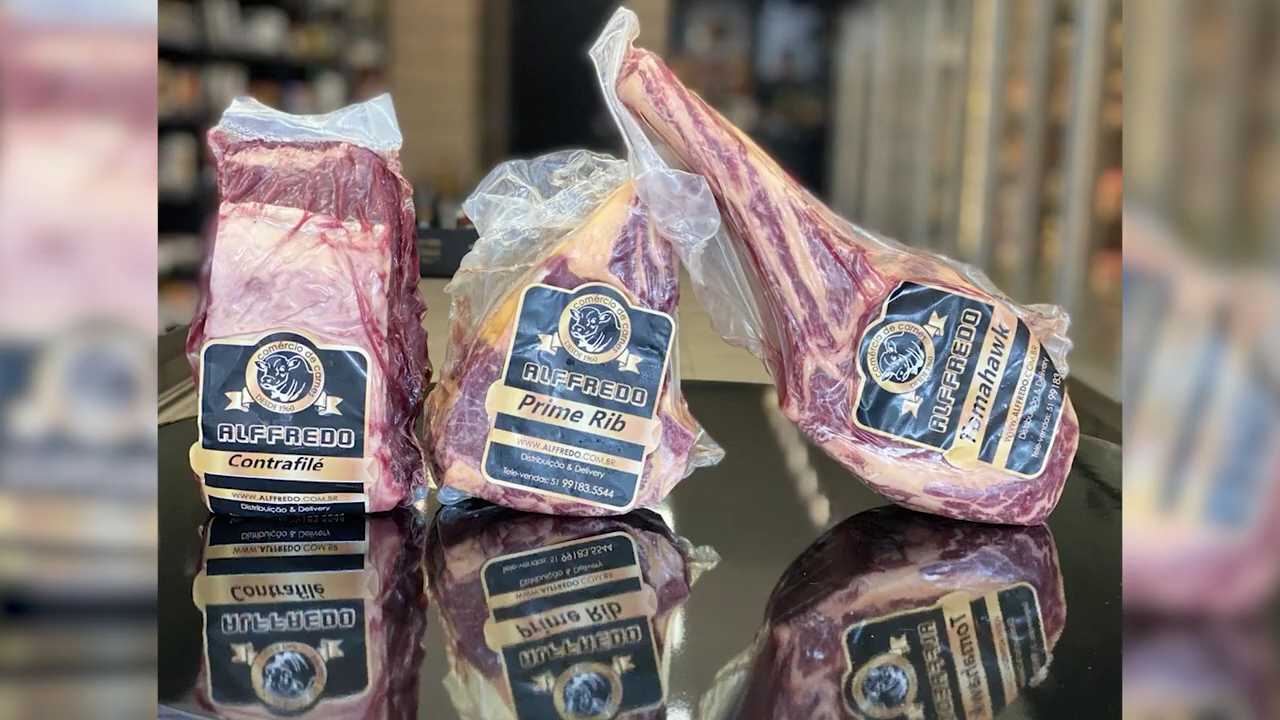 comércio de carnes
DESDE 1960
ALFFREDO
Contrafilé
WWW.ALFFREDO.COM.BR
Distribuição & Delivery
comércio de carnes
DESDE 1960
ALFFREDO
Prime Rib
WWW.ALFFREDO.COM.BR
Distribuição & Delivery
Tele-vendas: 51 99183.5544
comércio de carnes
ALFFREDO
Tomahawk
WWW.ALFFREDO.COM
Distribuição & Delivery
Tele-vendas: 51 99183